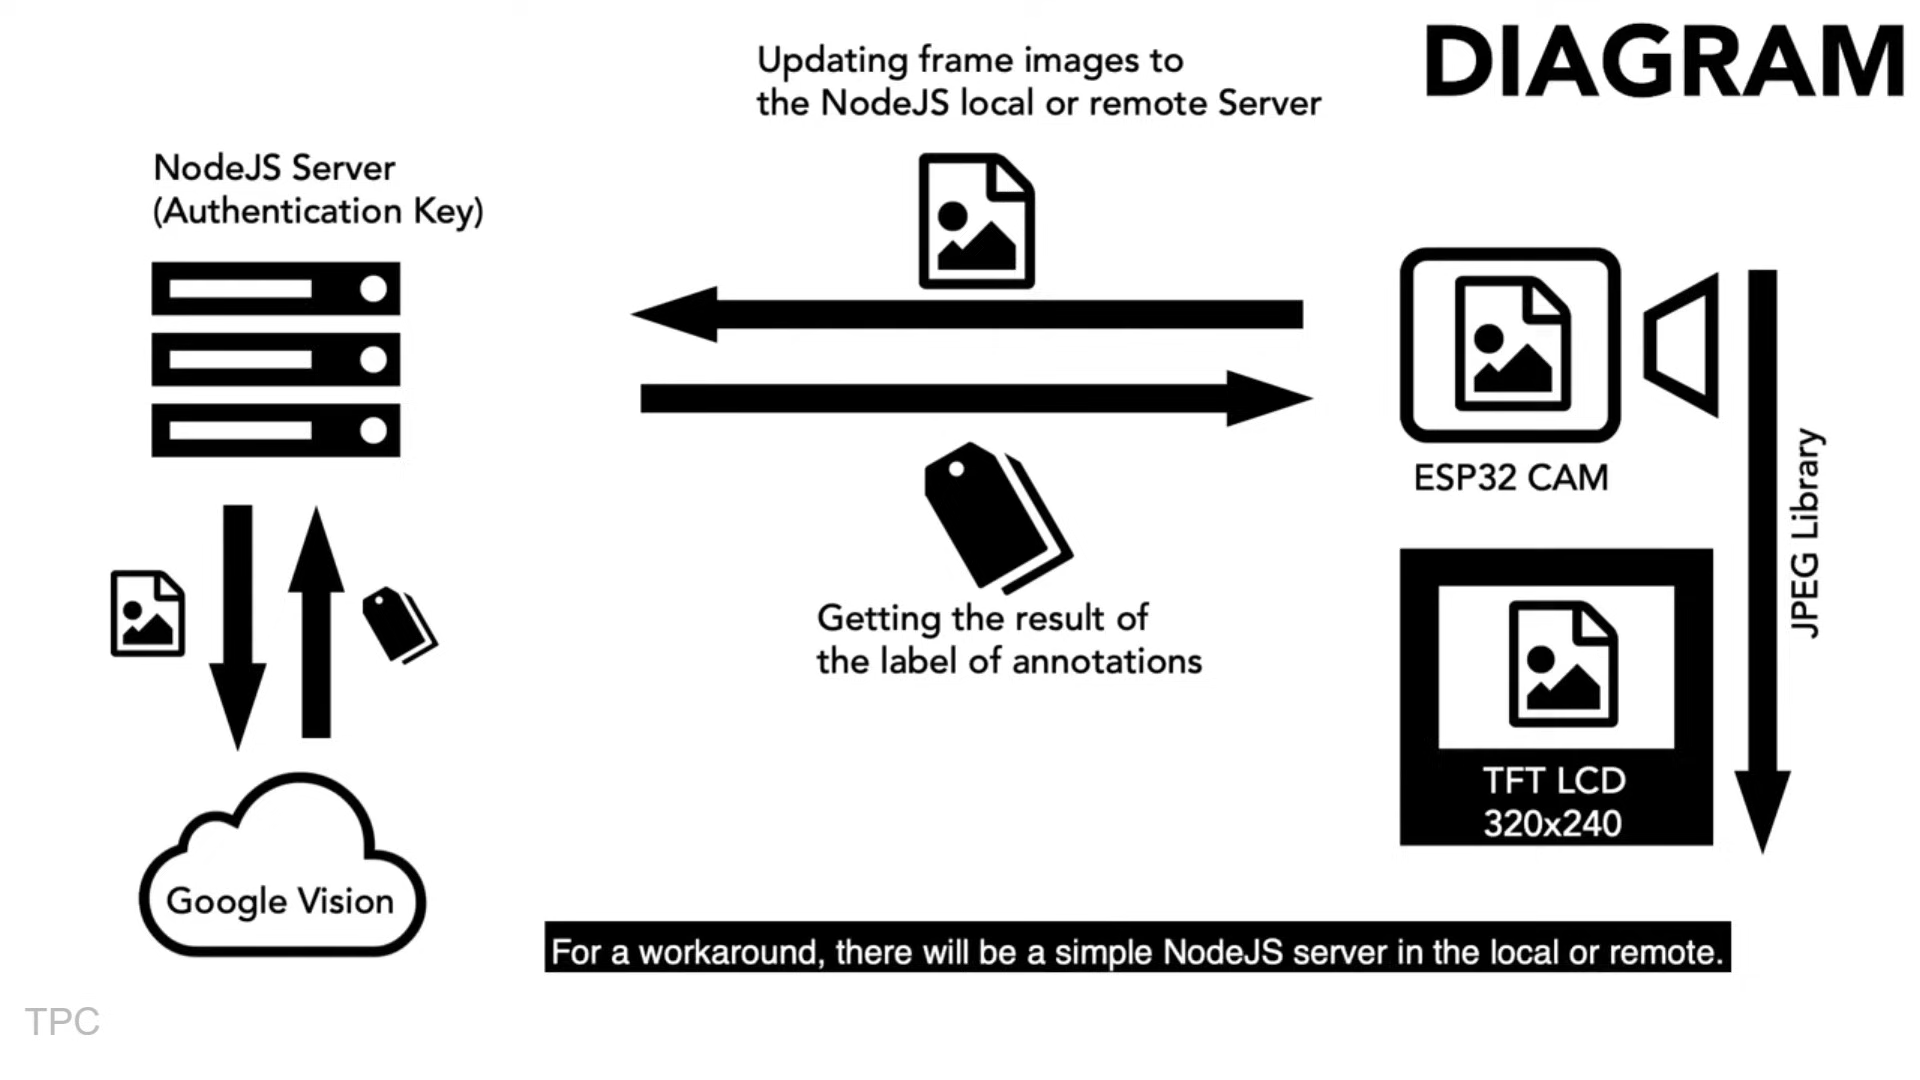 DIAGRAM
Updating frame images to
the NodeJS local or remote Server
NodeJS Server
(Authentication Key)
ESP32 CAM
JPEG Library
Getting the result of
the label of annotations
TFT LCD
320x240
Google Vision
For a workaround, there will be a simple NodeJS server in the local or remote.
TPC